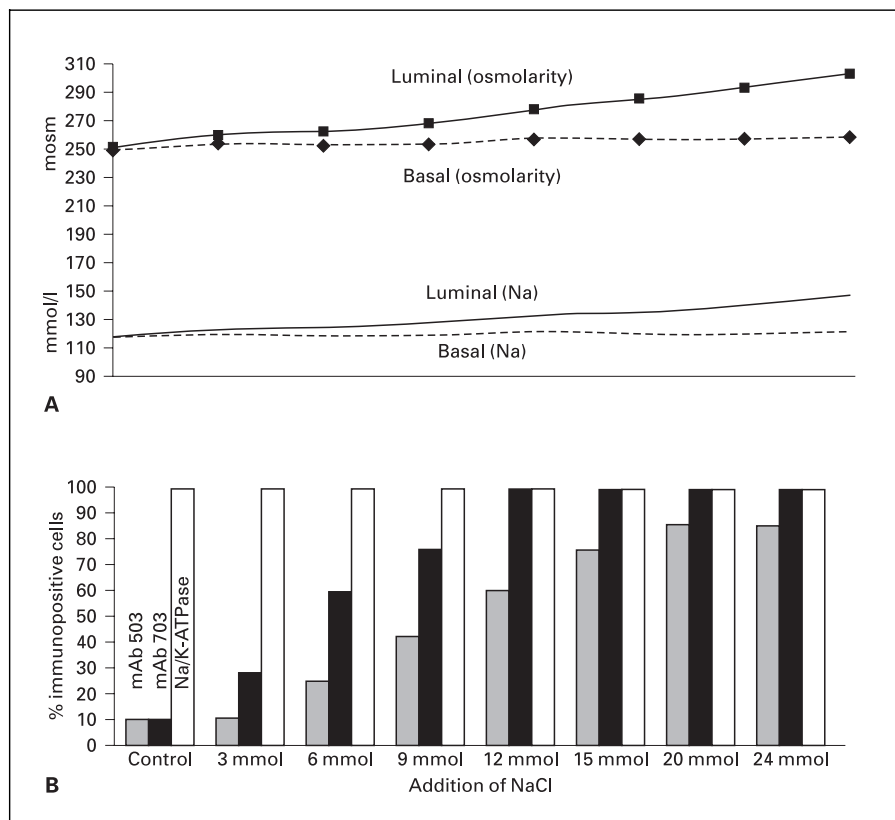 310
290
270
250
230
210
190
170
150
130
110
90
mosm
mmol/l
Luminal (osmolarity)
Basal (osmolarity)
Luminal (Na)
Basal (Na)
A
100
90
80
70
60
50
40
30
20
10
0
% immunopositive cells
mAb 503
mAb 703
Na/K-ATPase
Control 3 mmol 6 mmol 9 mmol 12 mmol 15 mmol 20 mmol 24 mmol
B
Addition of NaCl